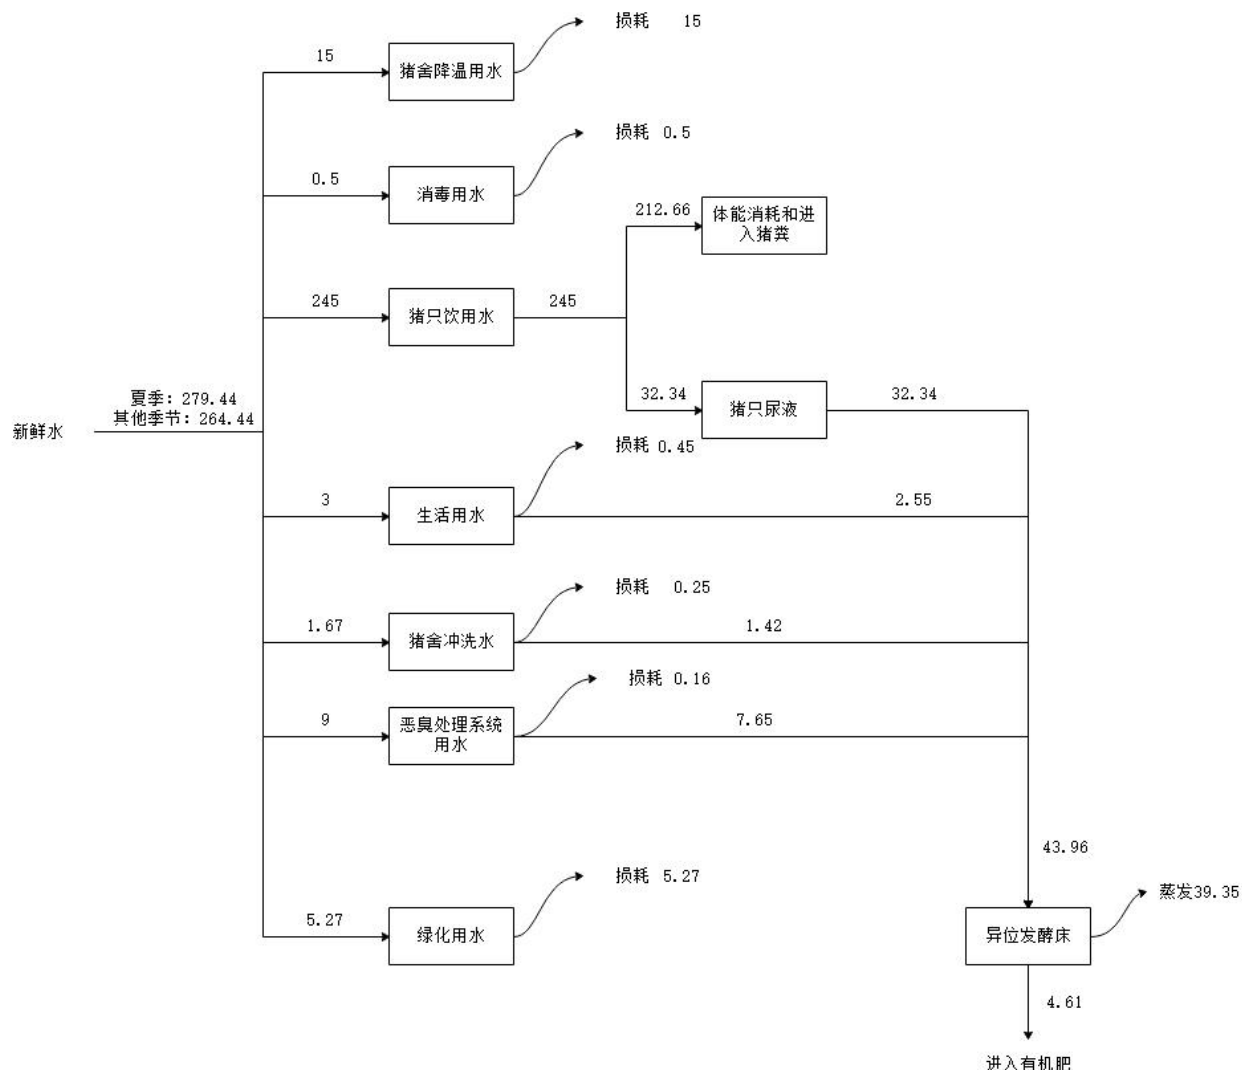 损耗 15
15
猪舍降温用水
损耗 0.5
0.5
消毒用水
212.66
体能消耗和进
入猪粪
245
猪只饮用水
245
夏季：279.44
其他季节：264.44
新鲜水
32.34
猪只尿液
32.34
损耗 0.45
3
生活用水
2.55
损耗 0.25
1.67
猪舍冲洗水
1.42
损耗 0.16
9
恶臭处理系统
用水
7.65
43.96
损耗 5.27
5.27
绿化用水
异位发酵床
蒸发39.35
4.61
进入有机肥